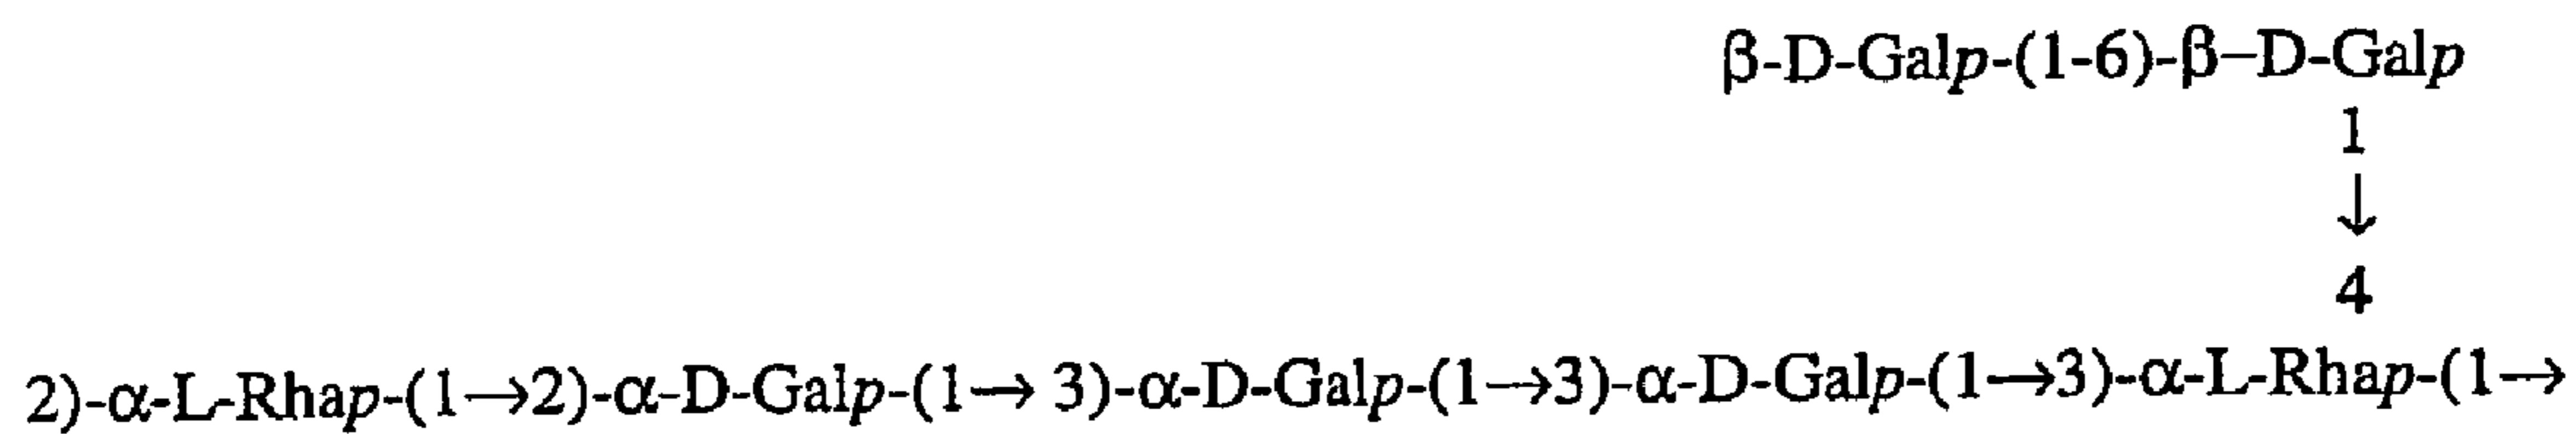 β-D-Galp-(1-6)-β–D-Galp
1
↓
4
2)-α-L-Rhap-(1→2)-α-D-Galp-(1→ 3)-α-D-Galp-(1→3)-α-D-Galp-(1→3)-α-L-Rhap-(1→